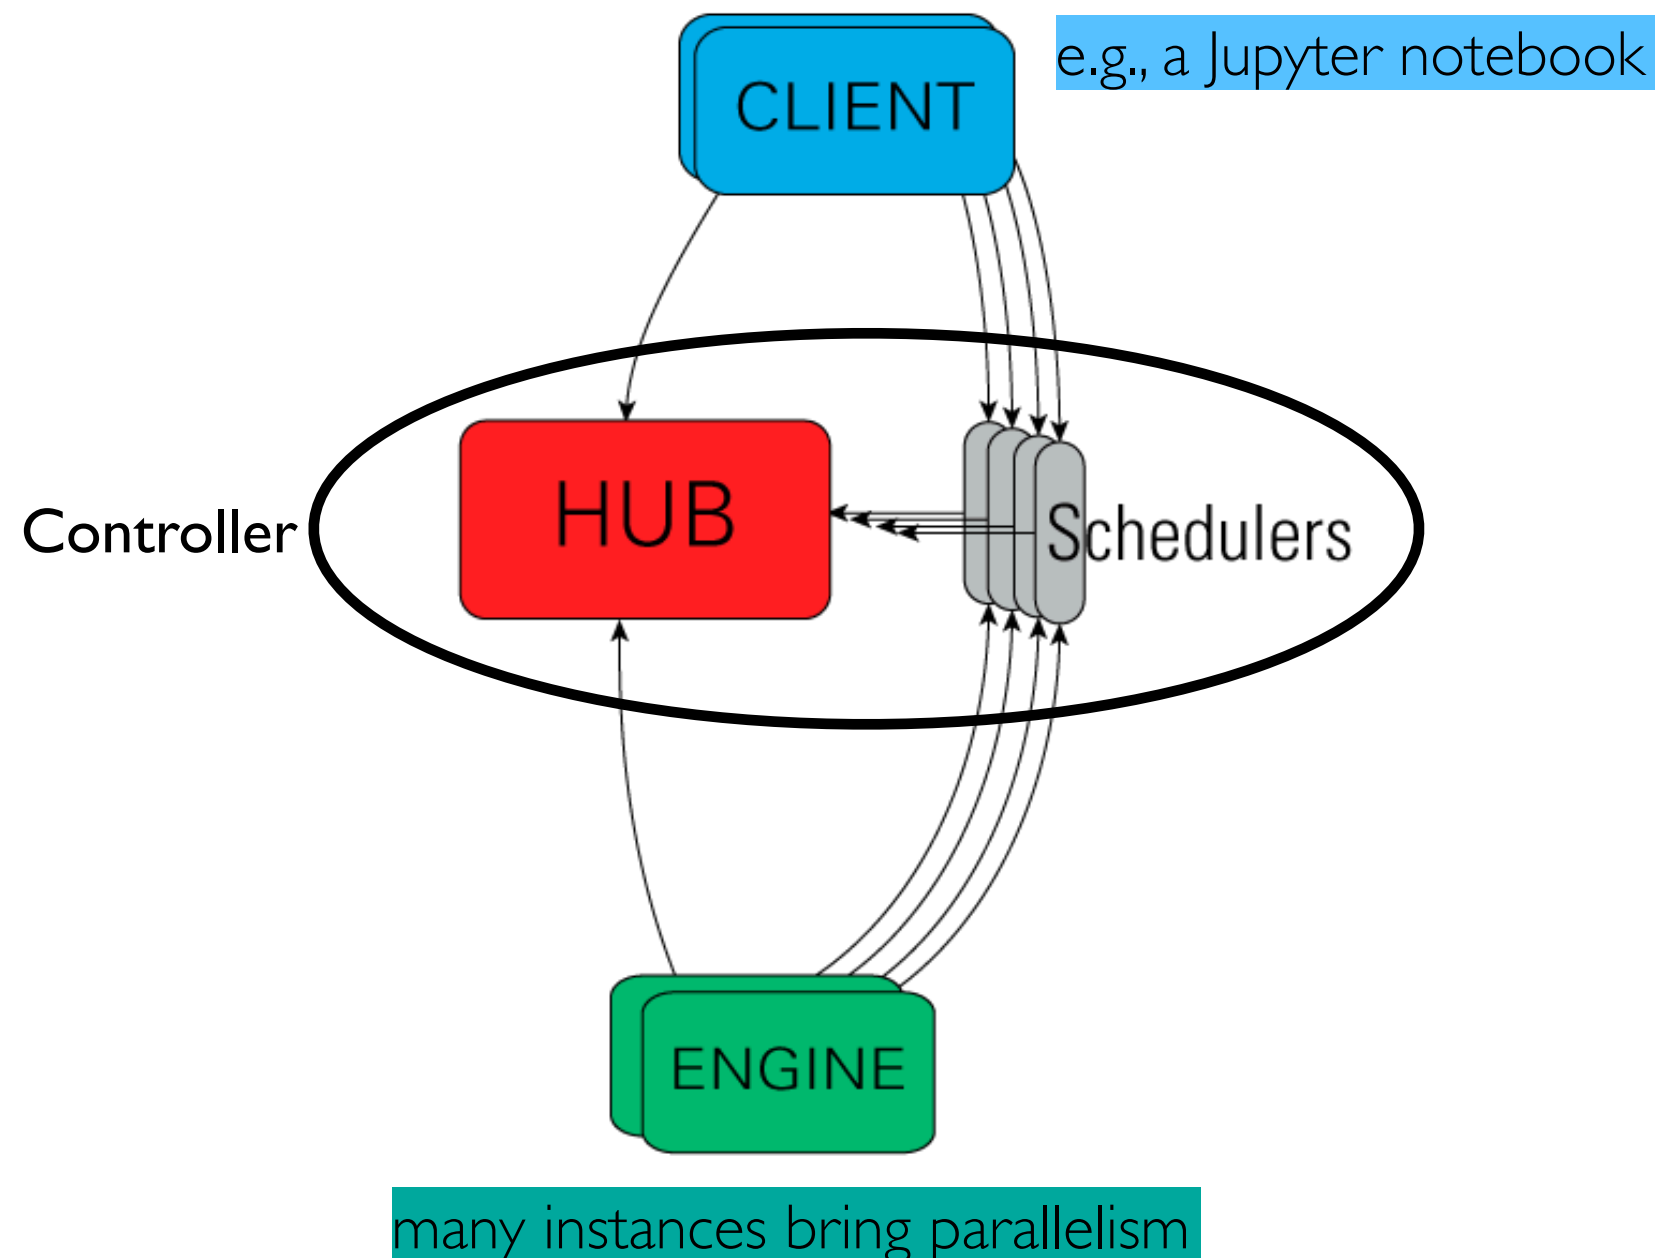 CLIENT
e.g., a Jupyter notebook
Controller
HUB
Schedulers
ENGINE
many instances bring parallelism